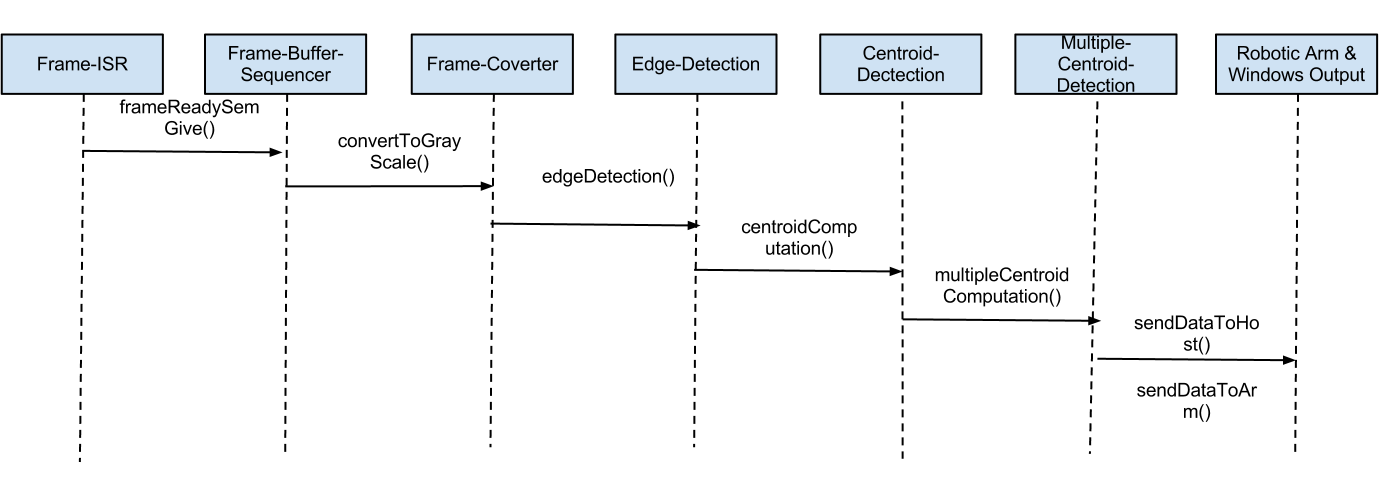 Frame-ISR
Frame-Buffer-
Sequencer
Frame-Coverter
Edge-Detection
Centroid-
Dectection
Multiple-
Centroid-
Detection
Robotic Arm &
Windows Output
frameReadySem
Give()
convertToGray
Scale()
edgeDetection()
centroidComp
utation()
multipleCentroid
Computation()
sendDataToHo
st()
sendDataToAr
m()